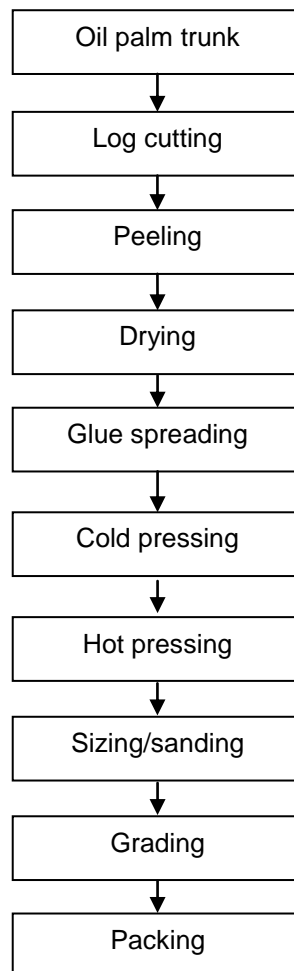 Oil palm trunk
Log cutting
Peeling
Drying
Glue spreading
Cold pressing
Hot pressing
Sizing/sanding
Grading
Packing